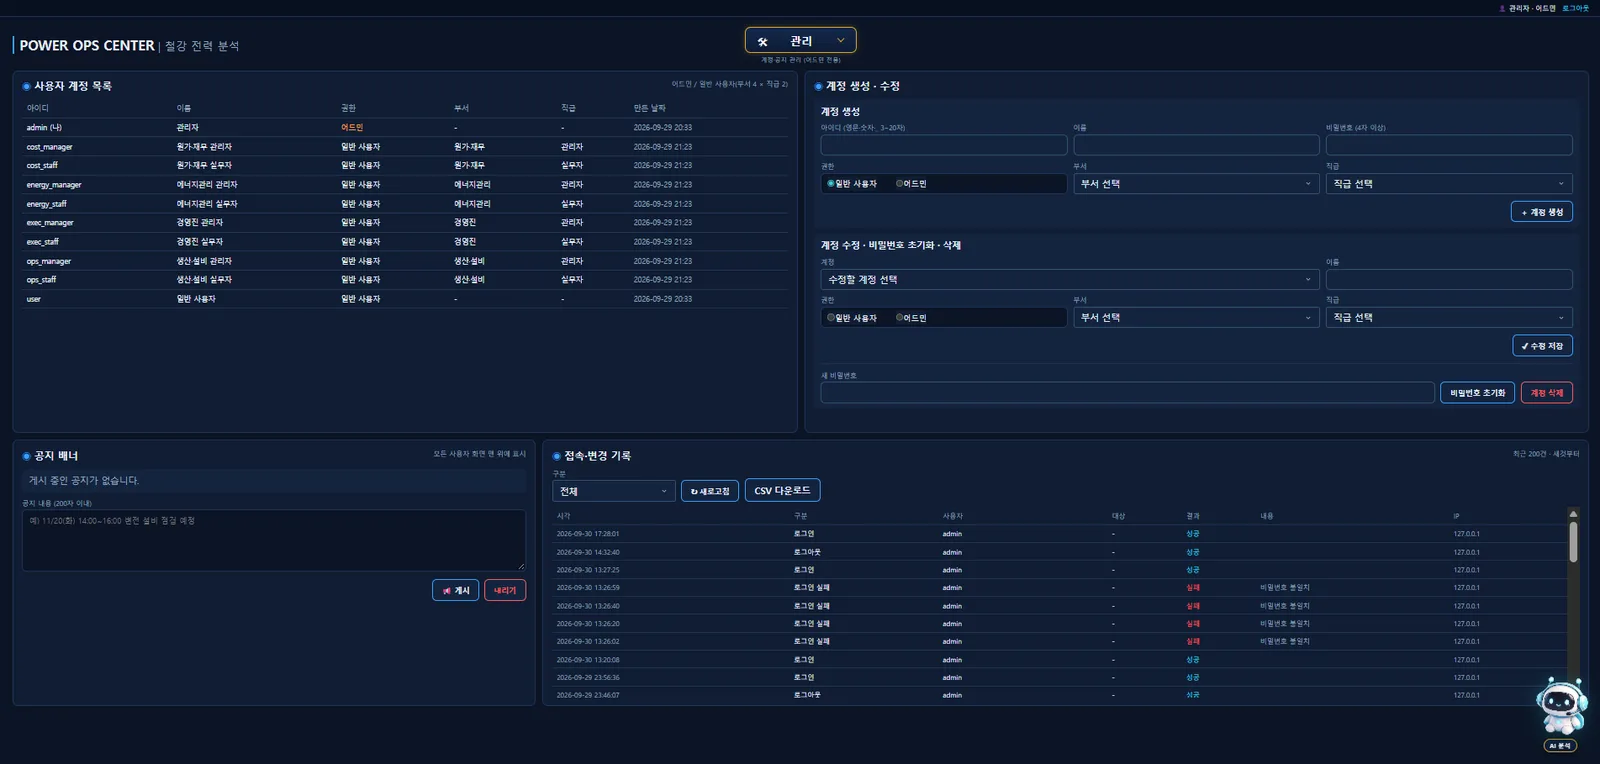 관리자 · 어드민 로그아웃
POWER OPS CENTER | 철강 전력 분석
관리
계정·공지 관리 (어드민 전용)
사용자 계정 목록
어드민 / 일반 사용자(부서 4 × 직급 2)
아이디 이름 권한 부서 직급 만든 날짜
admin (나) 관리자 어드민 - - 2026-09-29 20:33
cost_manager 원가·재무 관리자 일반 사용자 원가·재무 관리자 2026-09-29 21:23
cost_staff 원가·재무 실무자 일반 사용자 원가·재무 실무자 2026-09-29 21:23
energy_manager 에너지관리 관리자 일반 사용자 에너지관리 관리자 2026-09-29 21:23
energy_staff 에너지관리 실무자 일반 사용자 에너지관리 실무자 2026-09-29 21:23
exec_manager 경영진 관리자 일반 사용자 경영진 관리자 2026-09-29 21:23
exec_staff 경영진 실무자 일반 사용자 경영진 실무자 2026-09-29 21:23
ops_manager 생산·설비 관리자 일반 사용자 생산·설비 관리자 2026-09-29 21:23
ops_staff 생산·설비 실무자 일반 사용자 생산·설비 실무자 2026-09-29 21:23
user 일반 사용자 일반 사용자 - - 2026-09-29 20:33
계정 생성 · 수정
계정 생성
아이디 (영문·숫자·_ 3~20자) 이름 비밀번호 (4자 이상)
권한 부서 직급
일반 사용자 어드민 부서 선택 직급 선택
+ 계정 생성
계정 수정 · 비밀번호 초기화 · 삭제
계정 이름
수정할 계정 선택
권한 부서 직급
일반 사용자 어드민 부서 선택 직급 선택
✔ 수정 저장
새 비밀번호
비밀번호 초기화 계정 삭제
공지 배너
모든 사용자 화면 맨 위에 표시
게시 중인 공지가 없습니다.
공지 내용 (200자 이내)
예) 11/20(화) 14:00~16:00 변전 설비 점검 예정
게시 내리기
접속·변경 기록
최근 200건 · 새것부터
구분
전체 ↻ 새로고침 CSV 다운로드
시각 구분 사용자 대상 결과 내용 IP
2026-09-30 17:28:01 로그인 admin - 성공 127.0.0.1
2026-09-30 14:32:40 로그아웃 admin - 성공 127.0.0.1
2026-09-30 13:27:25 로그인 admin - 성공 127.0.0.1
2026-09-30 13:26:59 로그인 실패 admin - 실패 비밀번호 불일치 127.0.0.1
2026-09-30 13:26:40 로그인 실패 admin - 실패 비밀번호 불일치 127.0.0.1
2026-09-30 13:26:20 로그인 실패 admin - 실패 비밀번호 불일치 127.0.0.1
2026-09-30 13:26:02 로그인 실패 admin - 실패 비밀번호 불일치 127.0.0.1
2026-09-30 13:20:08 로그인 admin - 성공 127.0.0.1
2026-09-29 23:56:36 로그인 admin - 성공 127.0.0.1
2026-09-29 23:46:07 로그아웃 admin - 성공 127.0.0.1
AI 분석